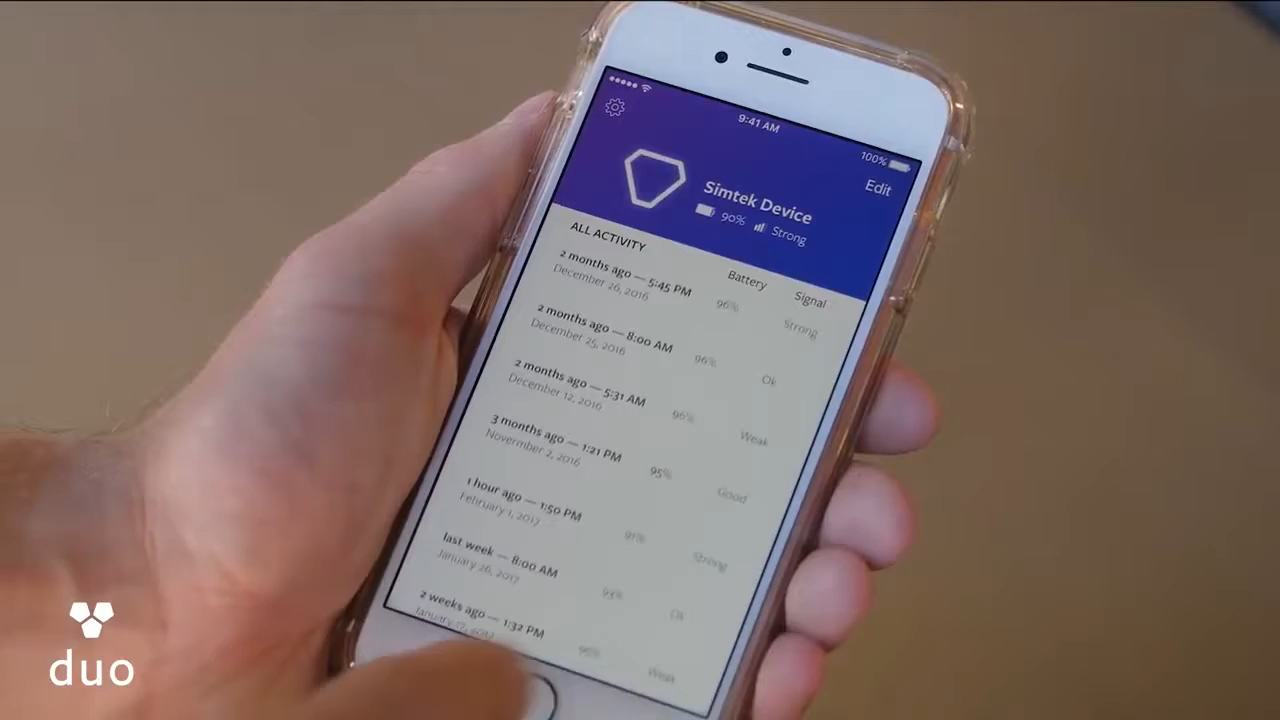 9:41 AM
100%
Edit
Simtek Device
90% Strong
ALL ACTIVITY
Battery Signal
2 months ago — 5:45 PM
December 26, 2016
96% Strong
2 months ago — 8:00 AM
December 25, 2016
96% Ok
2 months ago — 5:31 AM
December 12, 2016
96% Weak
3 months ago — 1:21 PM
Novermber 2, 2016
95% Good
1 hour ago — 1:50 PM
February 1, 2017
91% Strong
last week — 8:00 AM
January 26, 2017
93% Ok
2 weeks ago — 1:32 PM
January 17, 2017
Weak
duo